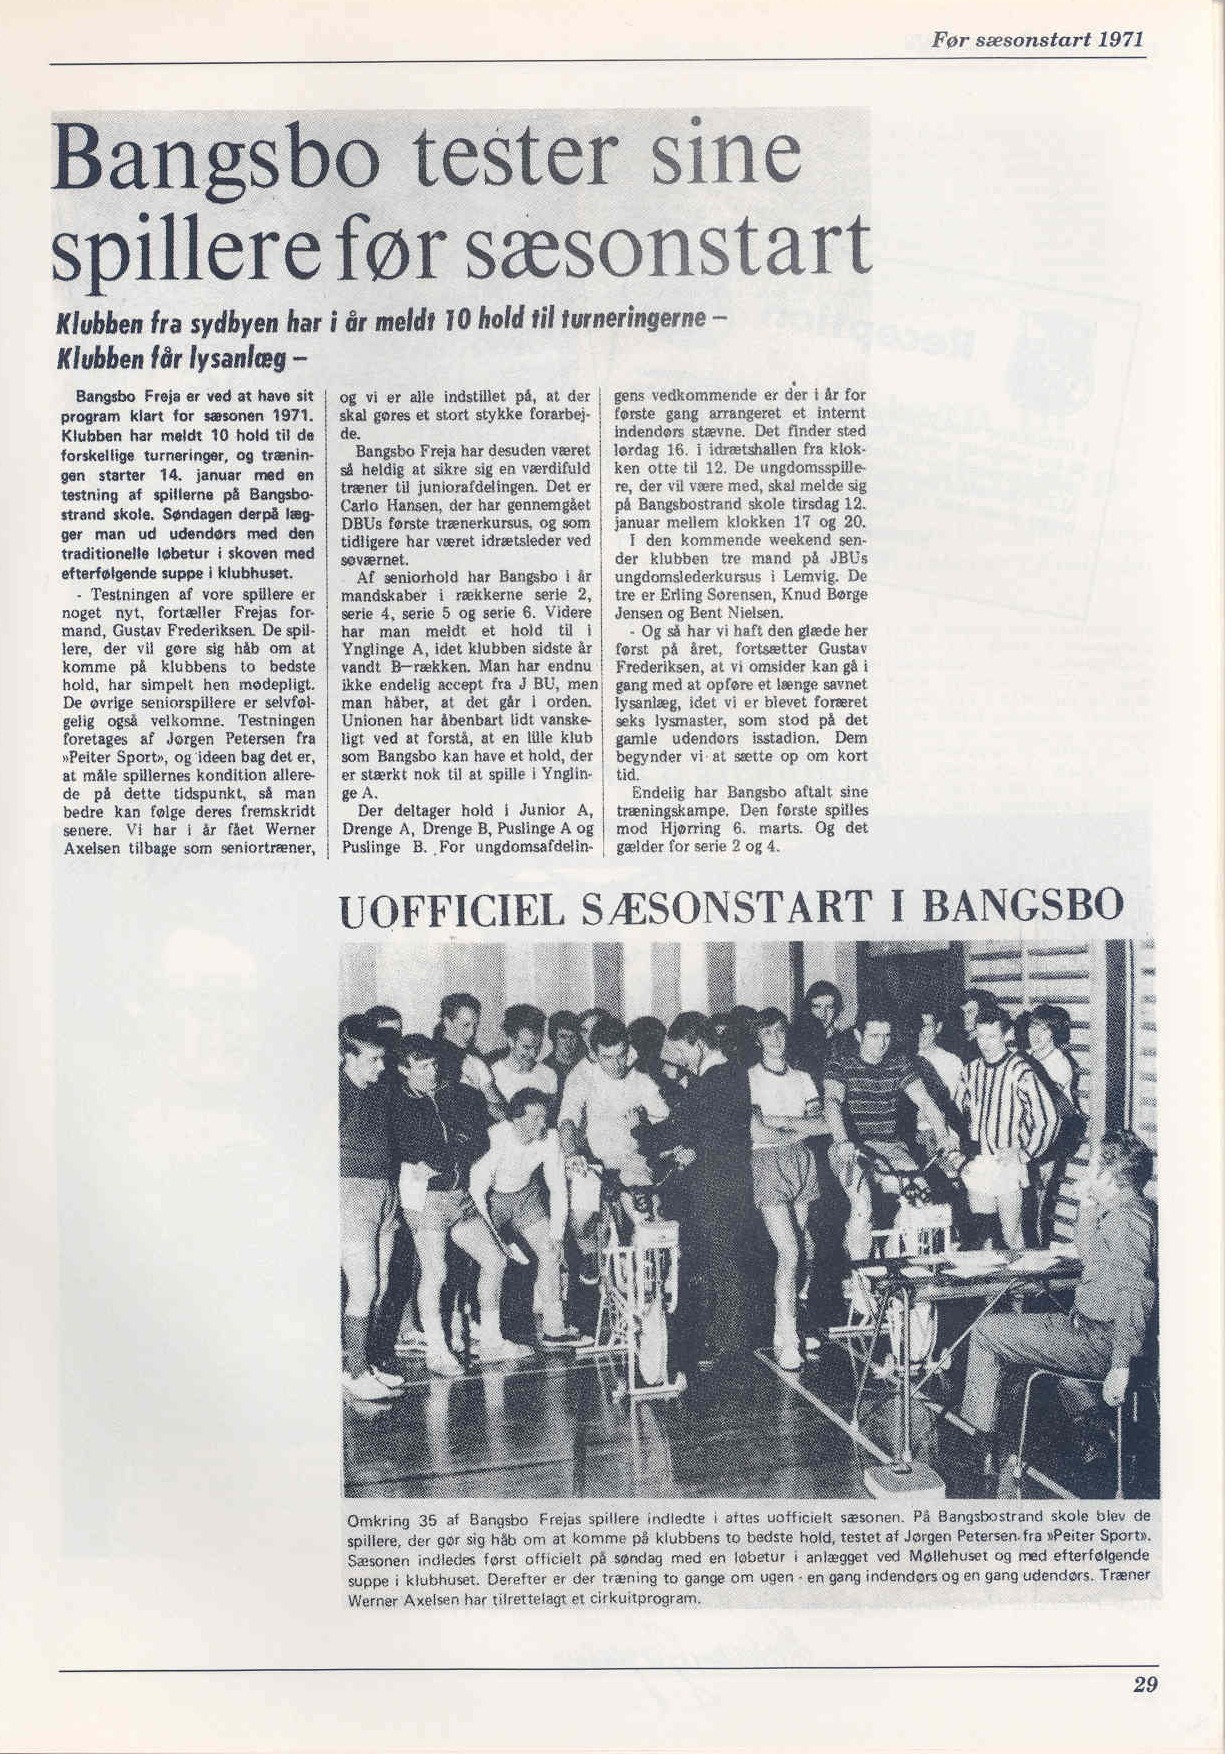 Før sæsonstart 1971
Bangsbo tester sine
spillere før sæsonstart
Klubben fra sydbyen har i år meldt 10 hold til turneringerne –
Klubben får lysanlæg –
Bangsbo Freja er ved at have sit
program klart for sæsonen 1971.
Klubben har meldt 10 hold til de
forskellige turneringer, og trænin-
gen starter 14. januar med en
testning af spillerne på Bangsbo-
strand skole. Søndagen derpå læg-
ger man ud udendørs med den
traditionelle løbetur i skoven med
efterfølgende suppe i klubhuset.
- Testningen af vore spillere er
noget nyt, fortæller Frejas for-
mand, Gustav Frederiksen. De spil-
lere, der vil gøre sig håb om at
komme på klubbens to bedste
hold, har simpelt hen mødepligt.
De øvrige seniorspillere er selvføl-
gelig også velkomne. Testningen
foretages af Jørgen Petersen fra
»Peiter Sport», og ideen bag det er,
at måle spillernes kondition allere-
de på dette tidspunkt, så man
bedre kan følge deres fremskridt
senere. Vi har i år fået Werner
Axelsen tilbage som seniortræner,
og vi er alle indstillet på, at der
skal gøres et stort stykke forarbej-
de.
Bangsbo Freja har desuden været
så heldig at sikre sig en værdifuld
træner til juniorafdelingen. Det er
Carlo Hansen, der har gennemgået
DBUs første trænerkursus, og som
tidligere har været idrætsleder ved
søværnet.
Af seniorhold har Bangsbo i år
mandskaber i rækkerne serie 2,
serie 4, serie 5 og serie 6. Videre
har man meldt et hold til i
Ynglinge A, idet klubben sidste år
vandt B–rækken. Man har endnu
ikke endelig accept fra J BU, men
man håber, at det går i orden.
Unionen har åbenbart lidt vanske-
ligt ved at forstå, at en lille klub
som Bangsbo kan have et hold, der
er stærkt nok til at spille i Ynglin-
ge A.
Der deltager hold i Junior A,
Drenge A, Drenge B, Puslinge A og
Puslinge B. For ungdomsafdelin-
gens vedkommende er der i år for
første gang arrangeret et internt
indendørs stævne. Det finder sted
lørdag 16. i idrætshallen fra klok-
ken otte til 12. De ungdomsspille-
re, der vil være med, skal melde sig
på Bangsbostrand skole tirsdag 12.
januar mellem klokken 17 og 20.
I den kommende weekend sen-
der klubben tre mand på JBUs
ungdomslederkursus i Lemvig. De
tre er Erling Sørensen, Knud Børge
Jensen og Bent Nielsen.
- Og så har vi haft den glæde her
først på året, fortsætter Gustav
Frederiksen, at vi omsider kan gå i
gang med at opføre et længe savnet
lysanlæg, idet vi er blevet foræret
seks lysmaster, som stod på det
gamle udendørs isstadion. Dem
begynder vi at sætte op om kort
tid.
Endelig har Bangsbo aftalt sine
træningskampe. Den første spilles
mod Hjørring 6. marts. Og det
gælder for serie 2 og 4.
UOFFICIEL SÆSONSTART I BANGSBO
Omkring 35 af Bangsbo Frejas spillere indledte i aftes uofficielt sæsonen. På Bangsbostrand skole blev de
spillere, der gør sig håb om at komme på klubbens to bedste hold, testet af Jørgen Petersen fra »Peiter Sport».
Sæsonen indledes først officielt på søndag med en løbetur i anlægget ved Møllehuset og med efterfølgende
suppe i klubhuset. Derefter er der træning to gange om ugen - en gang indendørs og en gang udendørs. Træner
Werner Axelsen har tilrettelagt et cirkuitprogram.
29